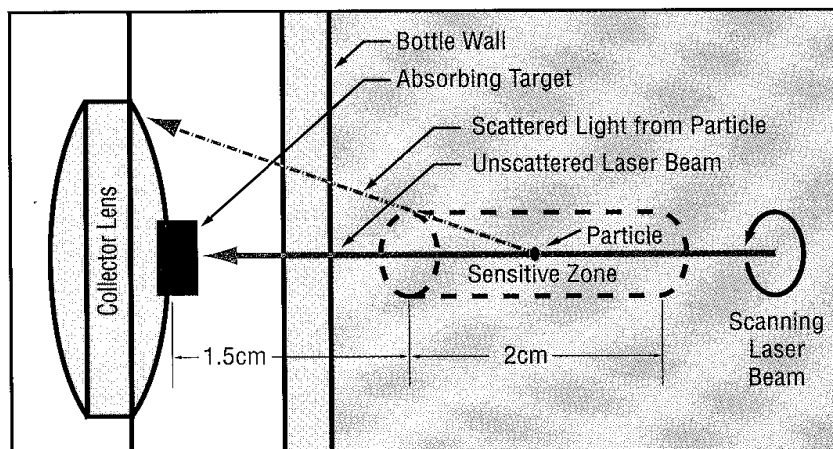 Bottle Wall
Absorbing Target
Scattered Light from Particle
Unscattered Laser Beam
Collector Lens
Particle
Sensitive Zone
1.5cm
2cm
Scanning
Laser
Beam